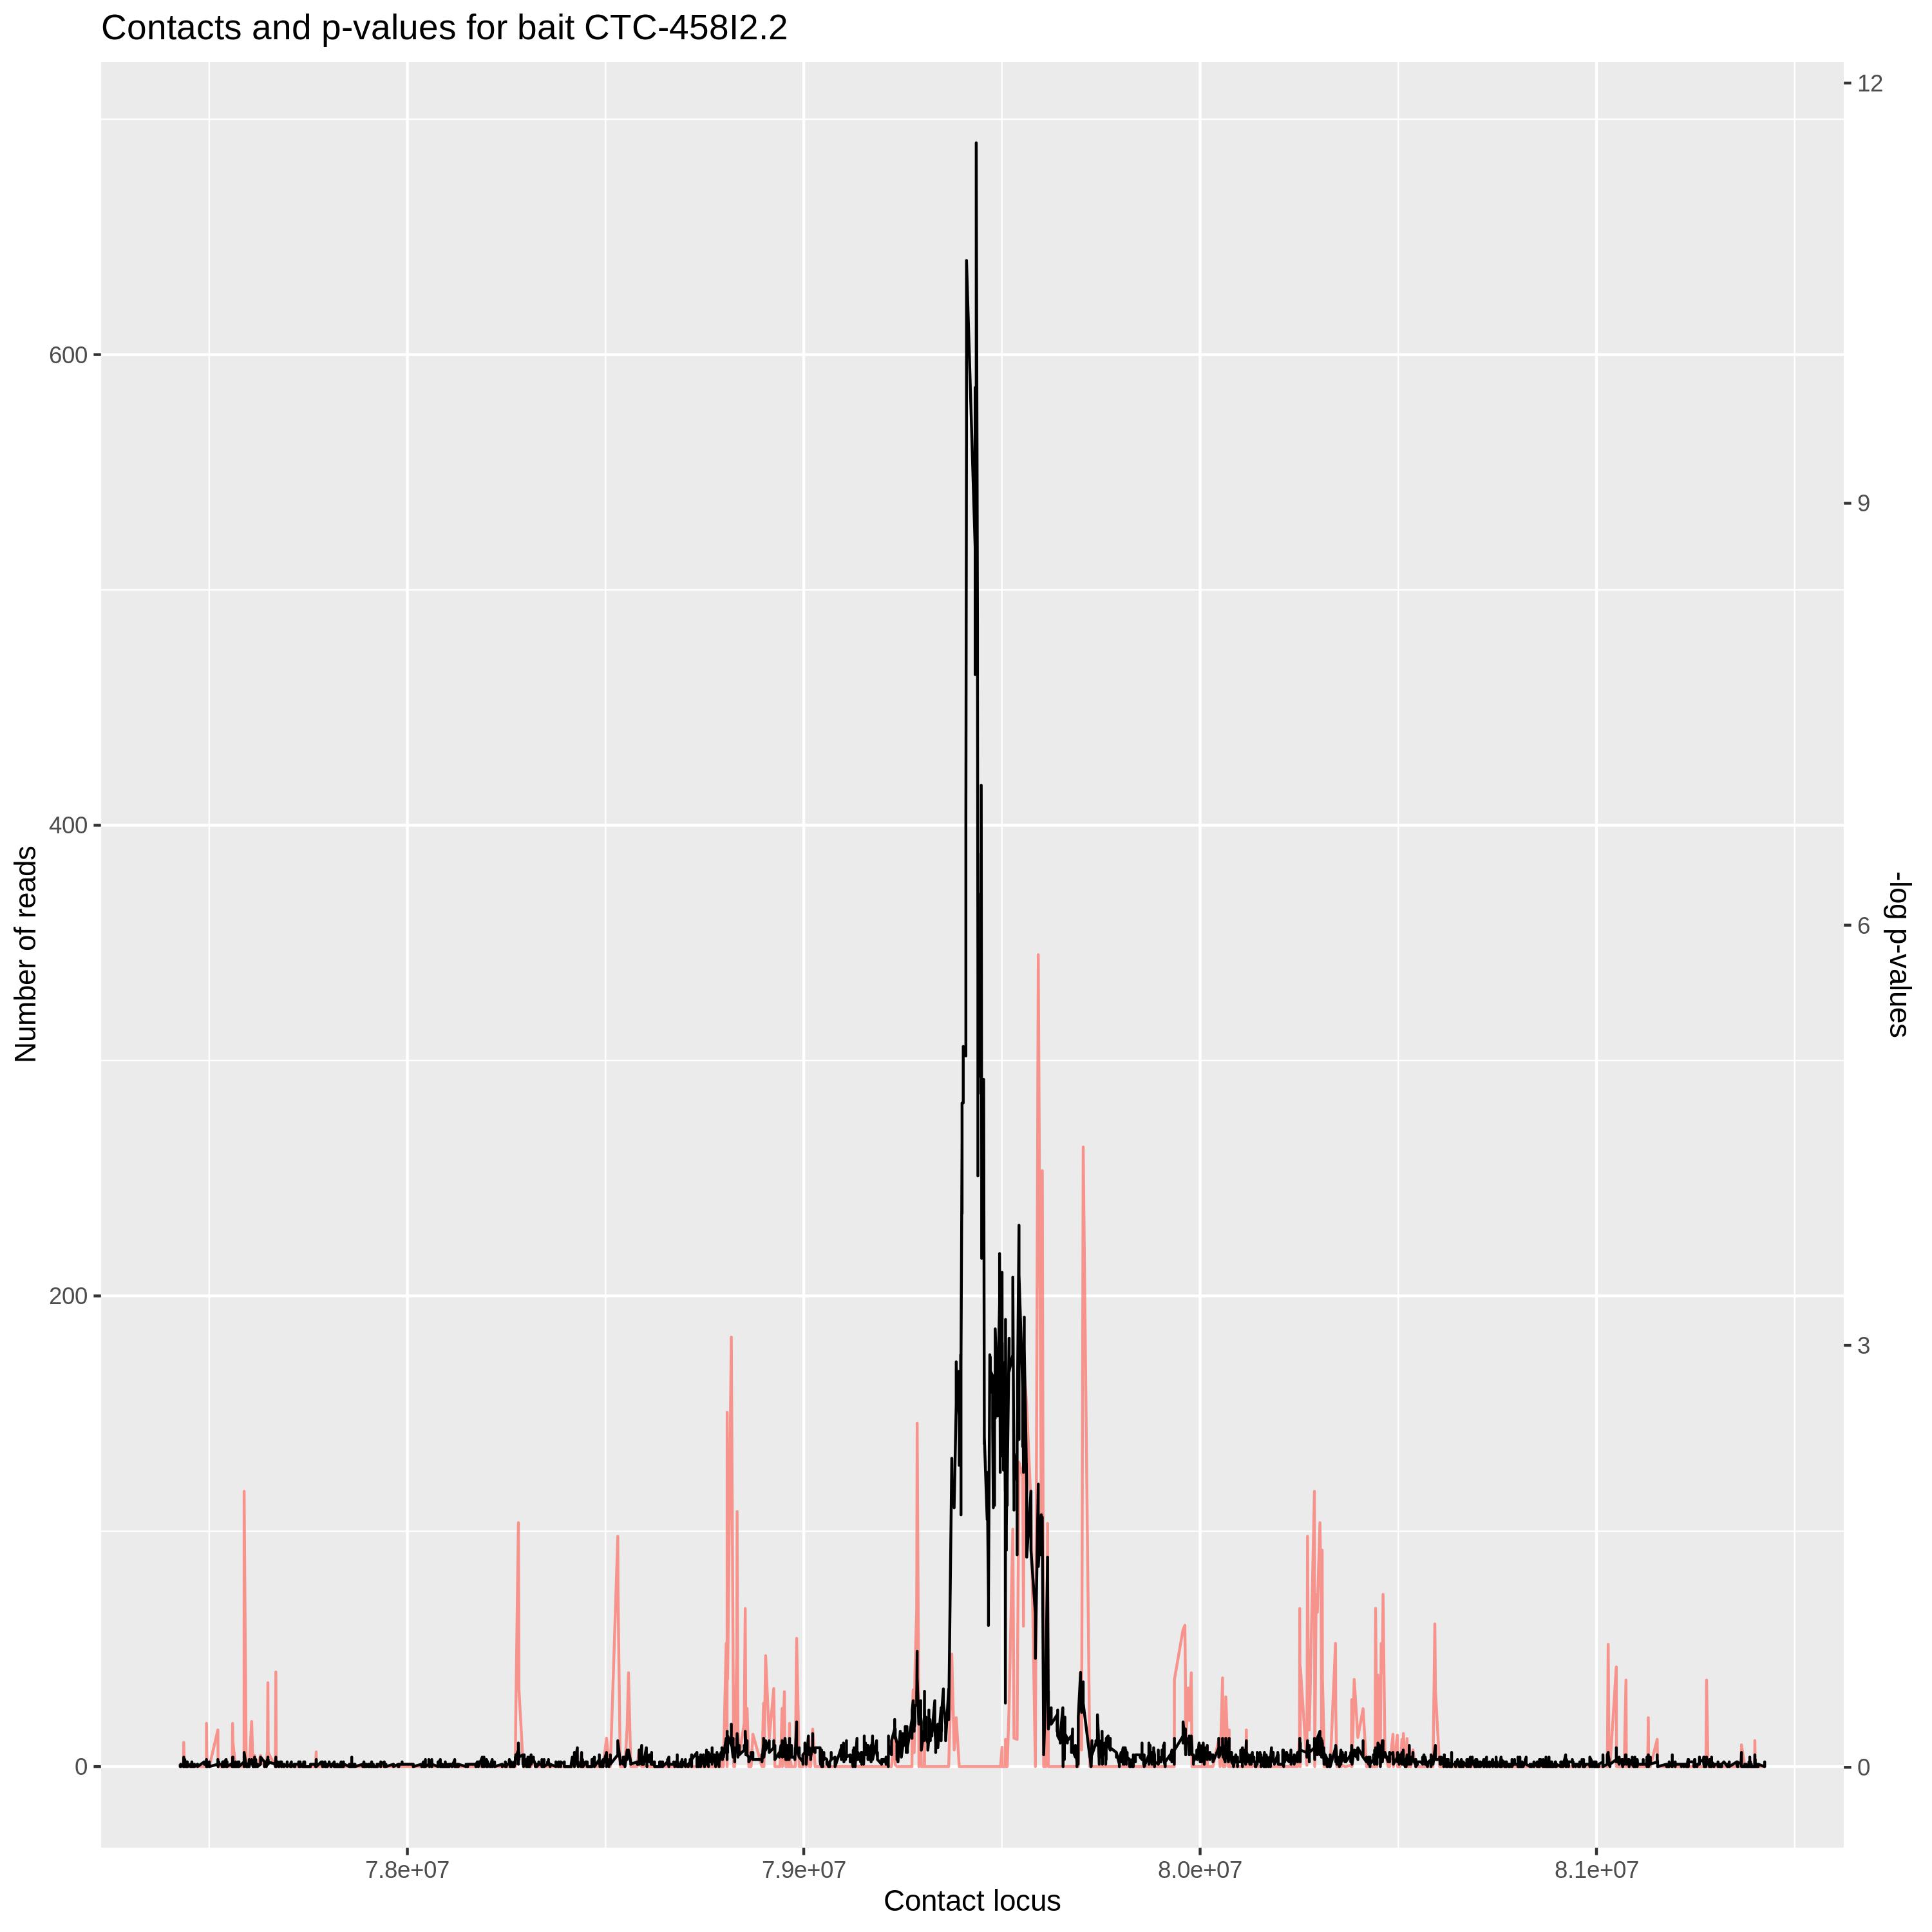 Contacts and p-values for bait CTC-458I2.2
12
9
6
3
0
600
400
200
0
Number of reads
-log p-values
7.8e+07 7.9e+07 8.0e+07 8.1e+07
Contact locus